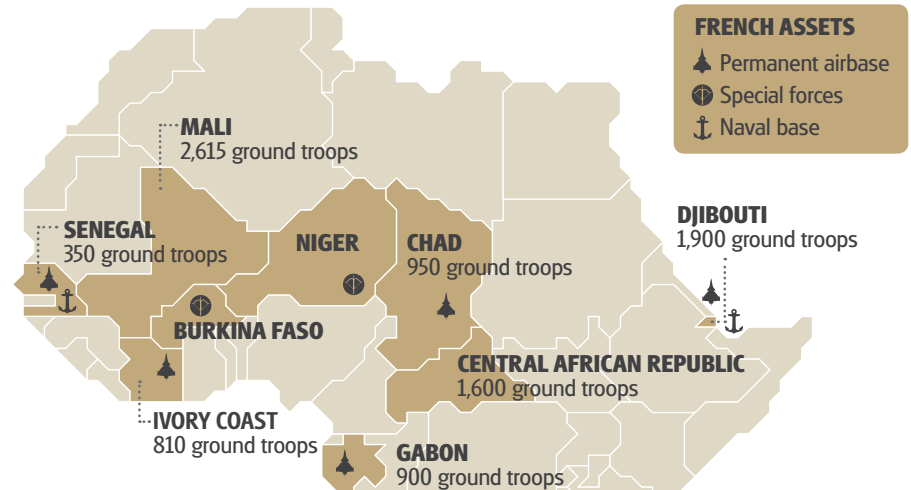 FRENCH ASSETS
Permanent airbase
Special forces
Naval base
MALI
2,615 ground troops
SENEGAL
350 ground troops
NIGER
CHAD
950 ground troops
DJIBOUTI
1,900 ground troops
BURKINA FASO
CENTRAL AFRICAN REPUBLIC
1,600 ground troops
IVORY COAST
810 ground troops
GABON
900 ground troops